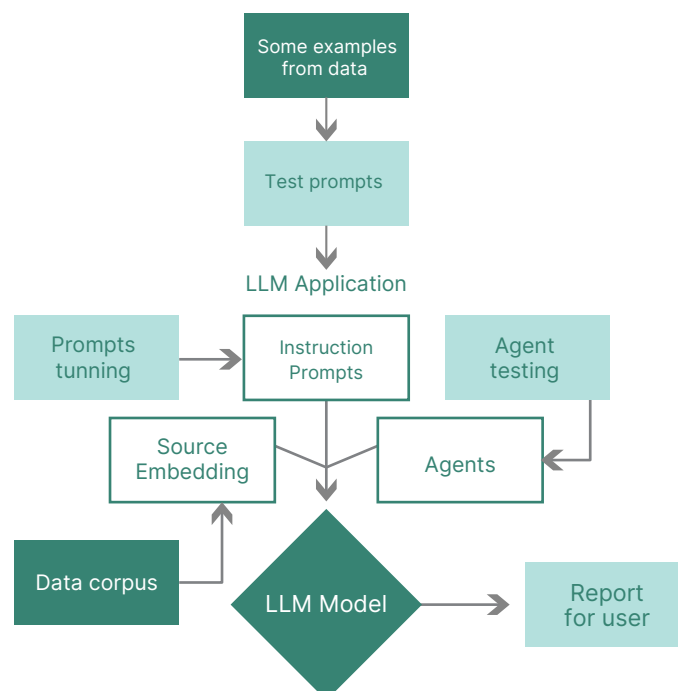 Some examples
from data
Test prompts
LLM Application
Prompts
tunning
Instruction
Prompts
Agent
testing
Source
Embedding
Agents
Data corpus
LLM Model
Report
for user